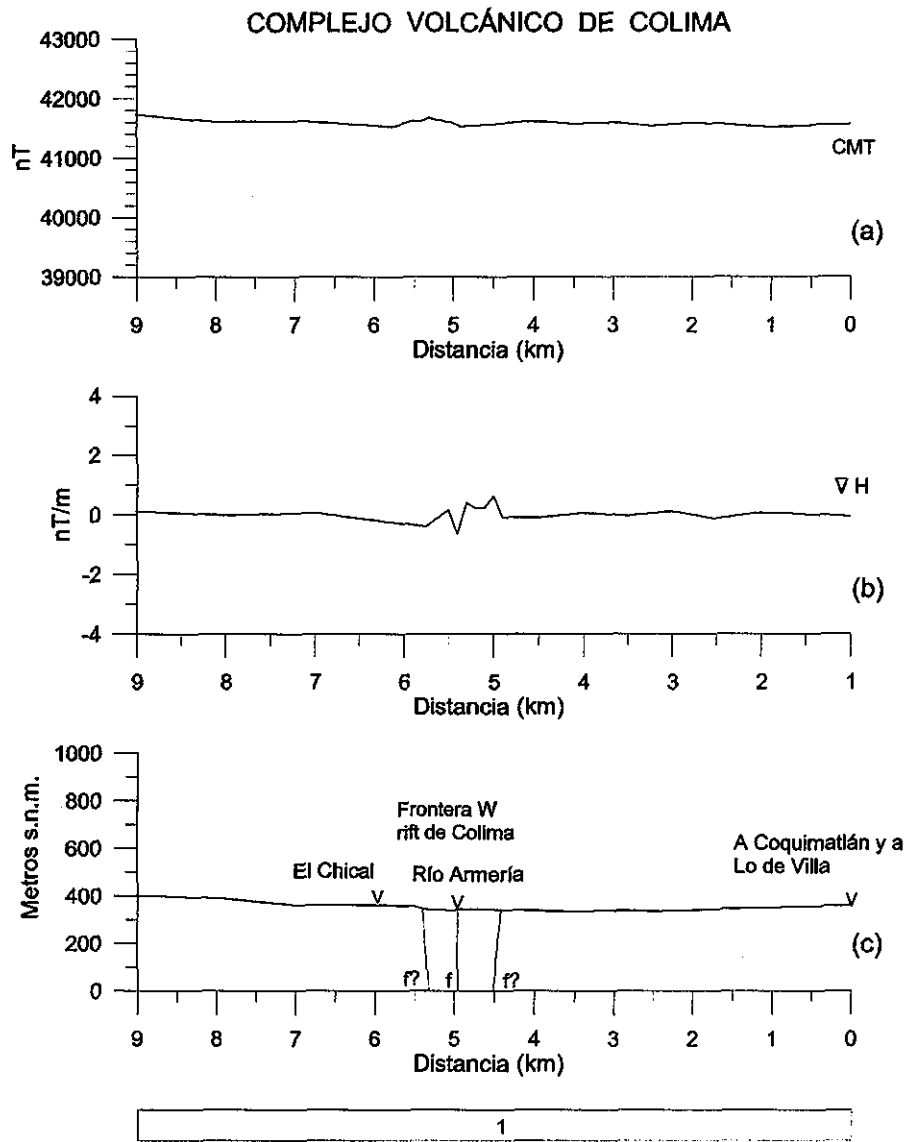 COMPLEJO VOLCÁNICO DE COLIMA
43000
42000
41000
40000
39000
nT
CMT
(a)
9 8 7 6 5 4 3 2 1 0
Distancia (km)
4
2
0
-2
-4
nT/m
∇ H
(b)
9 8 7 6 5 4 3 2 1
Distancia (km)
1000
800
600
400
200
0
Metros s.n.m.
Frontera W
rift de Colima
El Chical
Río Armería
A Coquimatlán y a
Lo de Villa
(c)
f? f f?
9 8 7 6 5 4 3 2 1 0
Distancia (km)
1